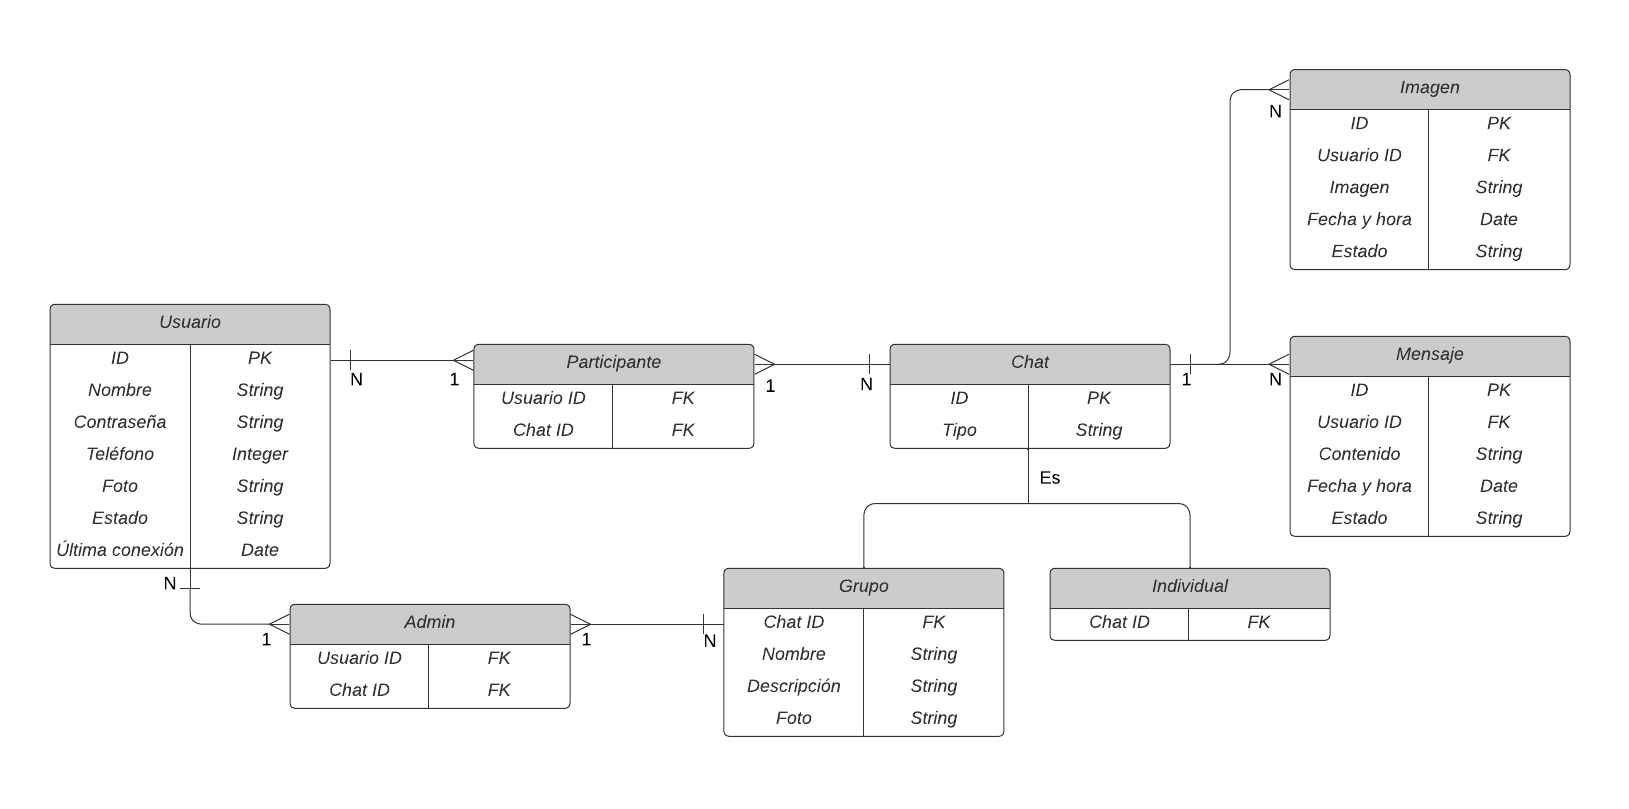 Imagen
N
ID PK
Usuario ID FK
Imagen String
Fecha y hora Date
Estado String
Usuario
ID PK
Nombre String
Contraseña String
Teléfono Integer
Foto String
Estado String
Última conexión Date
N
1
Participante
Usuario ID FK
Chat ID FK
1
N
Chat
ID PK
Tipo String
1
N
Mensaje
ID PK
Usuario ID FK
Contenido String
Fecha y hora Date
Estado String
Es
N
1
Admin
Usuario ID FK
Chat ID FK
1
N
Grupo
Chat ID FK
Nombre String
Descripción String
Foto String
Individual
Chat ID FK